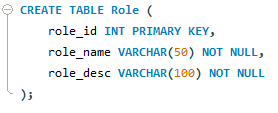 CREATE TABLE Role (
    role_id INT PRIMARY KEY,
    role_name VARCHAR(50) NOT NULL,
    role_desc VARCHAR(100) NOT NULL
);